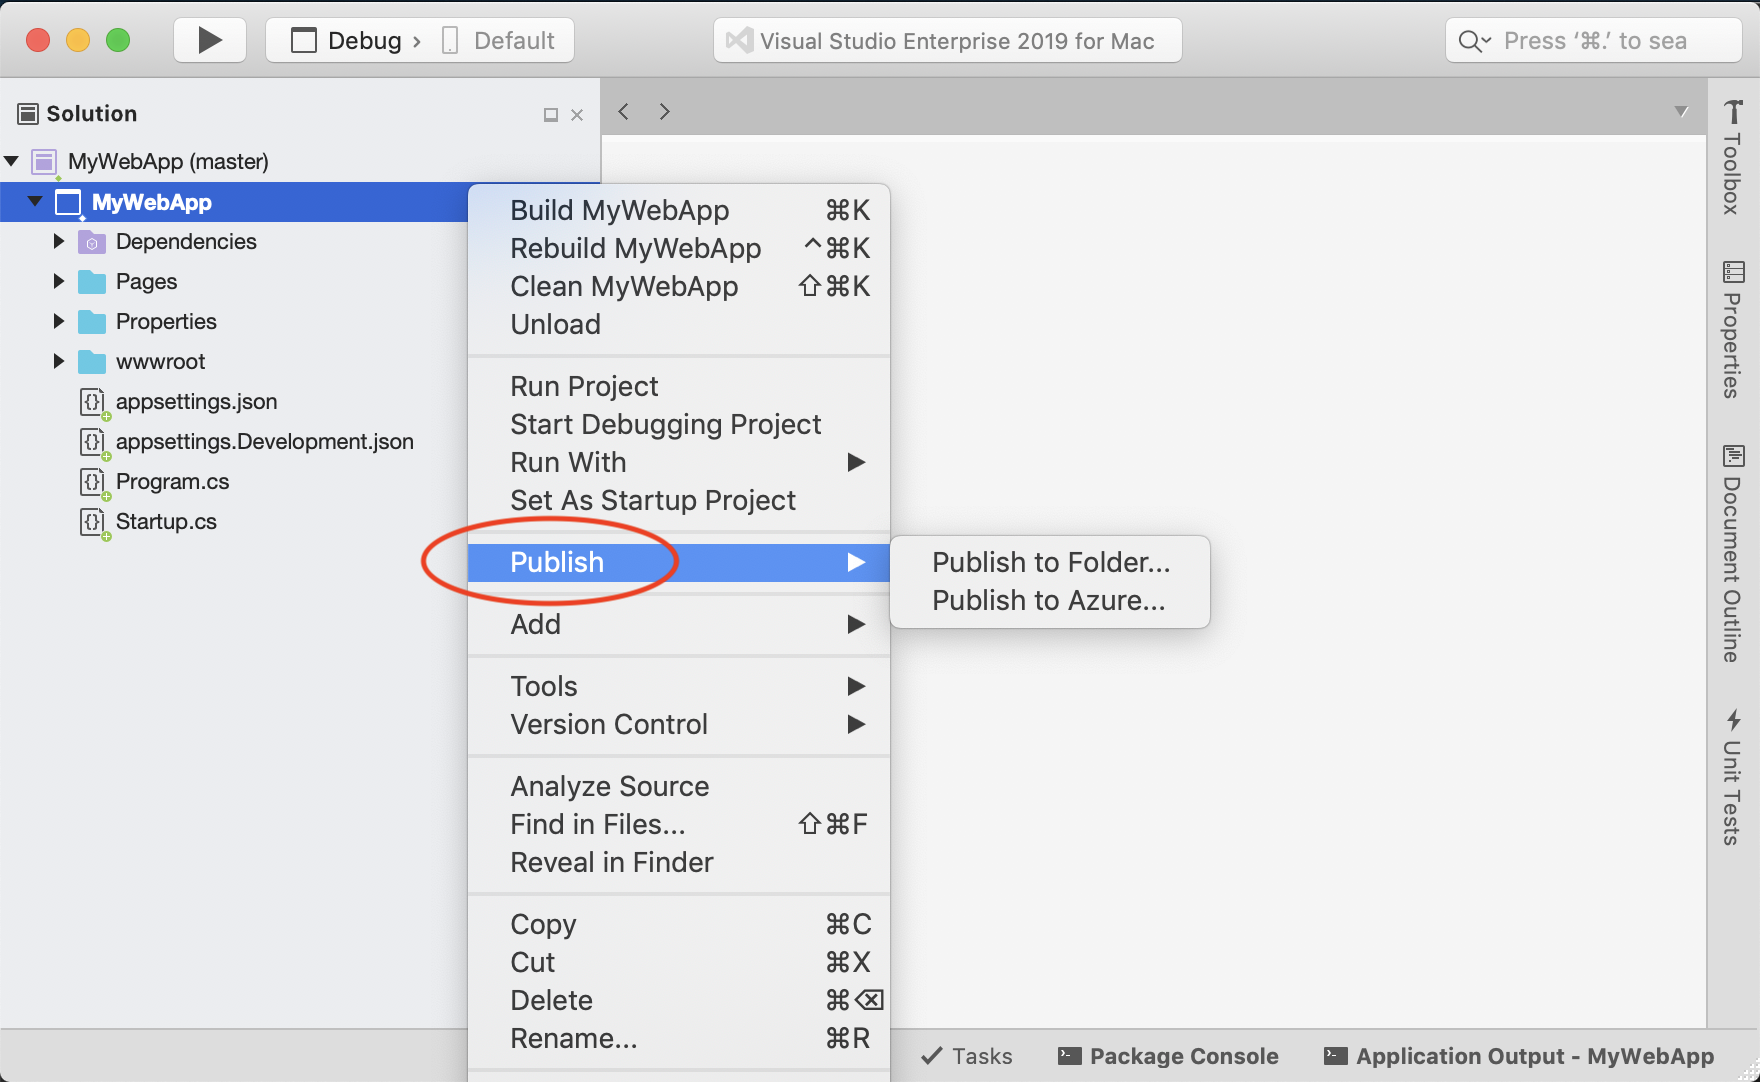 Debug › Default
Visual Studio Enterprise 2019 for Mac
Press ‘⌘.’ to sea
Solution
MyWebApp (master)
MyWebApp
Dependencies
Pages
Properties
wwwroot
appsettings.json
appsettings.Development.json
Program.cs
Startup.cs
Build MyWebApp ⌘K
Rebuild MyWebApp ^⌘K
Clean MyWebApp ⇧⌘K
Unload
Run Project
Start Debugging Project
Run With
Set As Startup Project
Publish
Publish to Folder...
Publish to Azure...
Add
Tools
Version Control
Analyze Source
Find in Files... ⇧⌘F
Reveal in Finder
Copy ⌘C
Cut ⌘X
Delete ⌘⌫
Rename... ⌘R
Toolbox
Properties
Document Outline
Unit Tests
Tasks
Package Console
Application Output - MyWebApp